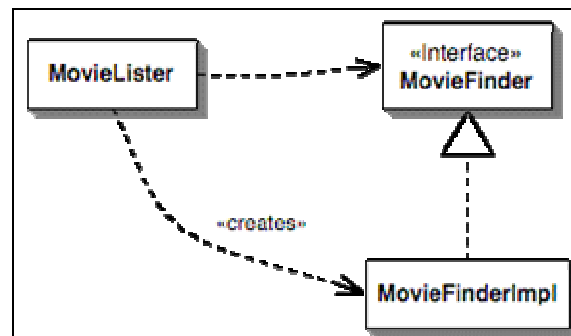 MovieLister
«Interface»
MovieFinder
«creates»
MovieFinderImpl